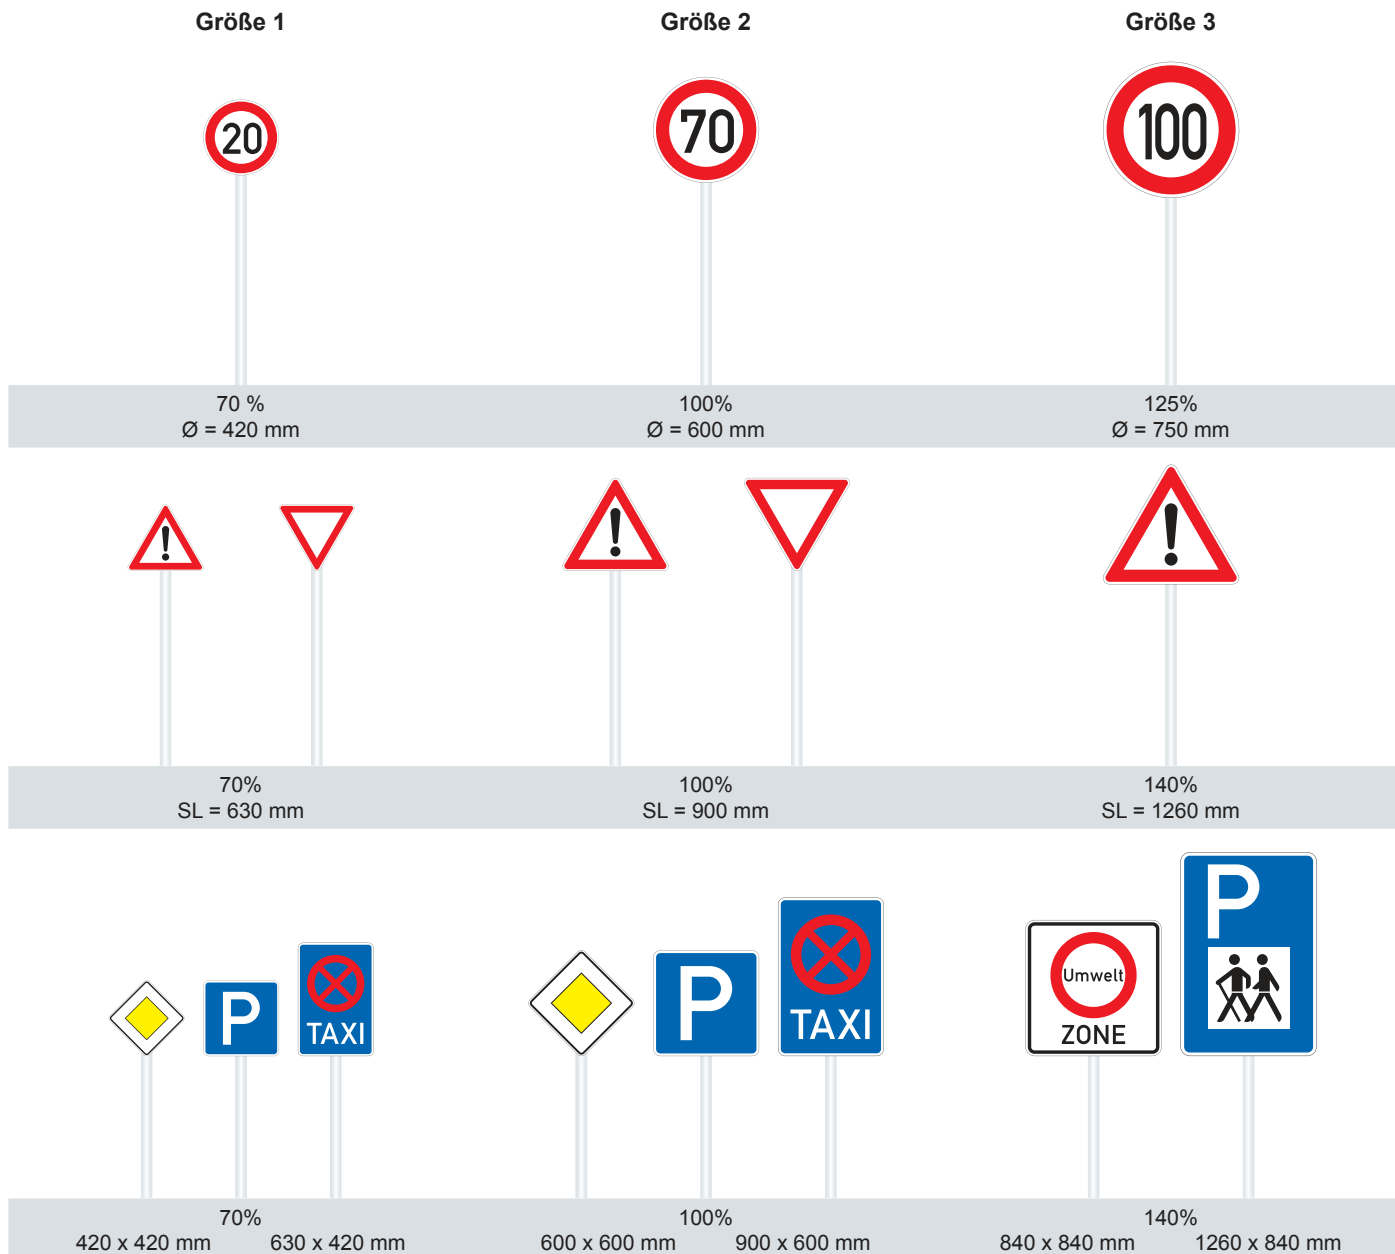 Größe 1 Größe 2 Größe 3
20 70 100
70 % 100% 125%
Ø = 420 mm Ø = 600 mm Ø = 750 mm
! ! !
70% 100% 140%
SL = 630 mm SL = 900 mm SL = 1260 mm
P TAXI P TAXI Umwelt ZONE P
70% 100% 140%
420 x 420 mm 630 x 420 mm 600 x 600 mm 900 x 600 mm 840 x 840 mm 1260 x 840 mm